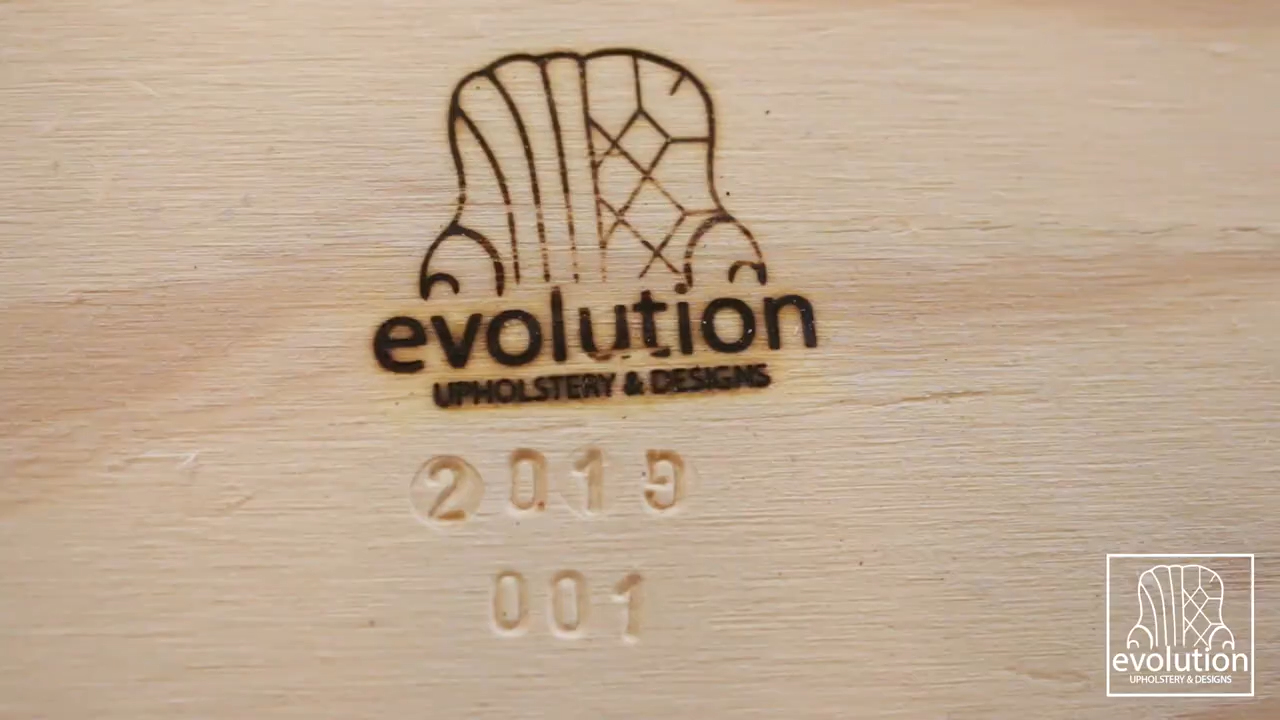 evolution
UPHOLSTERY & DESIGNS
2019
001
evolution
UPHOLSTERY & DESIGNS